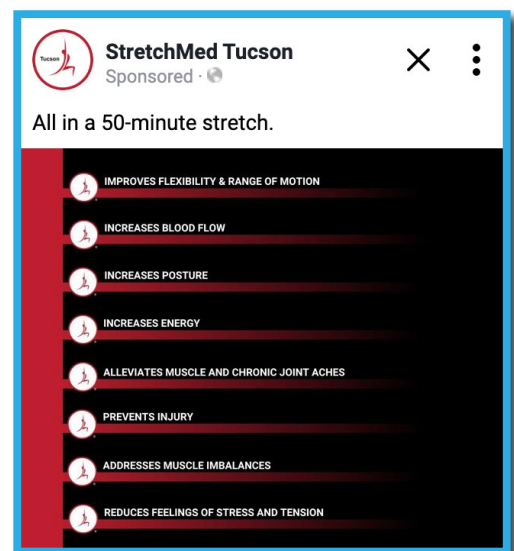 Tucson
StretchMed Tucson
Sponsored ·
All in a 50-minute stretch.
IMPROVES FLEXIBILITY & RANGE OF MOTION
INCREASES BLOOD FLOW
INCREASES POSTURE
INCREASES ENERGY
ALLEVIATES MUSCLE AND CHRONIC JOINT ACHES
PREVENTS INJURY
ADDRESSES MUSCLE IMBALANCES
REDUCES FEELINGS OF STRESS AND TENSION